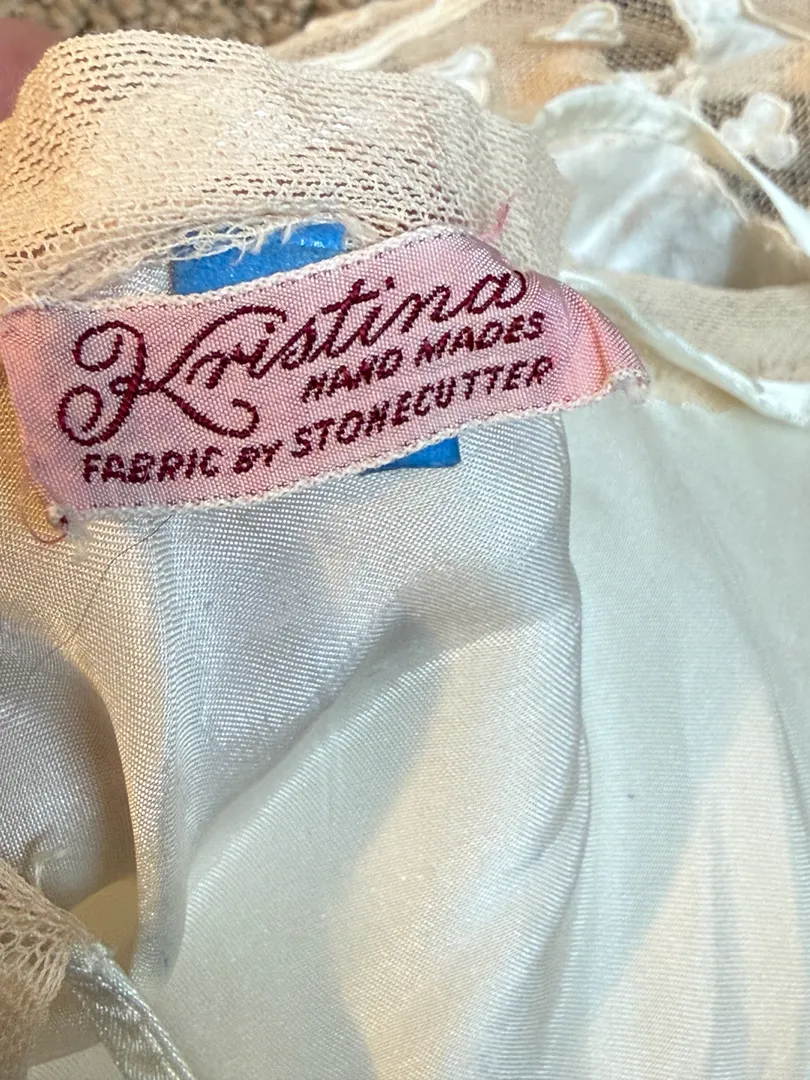 Kristina
HAND MADES
FABRIC BY STONECUTTER